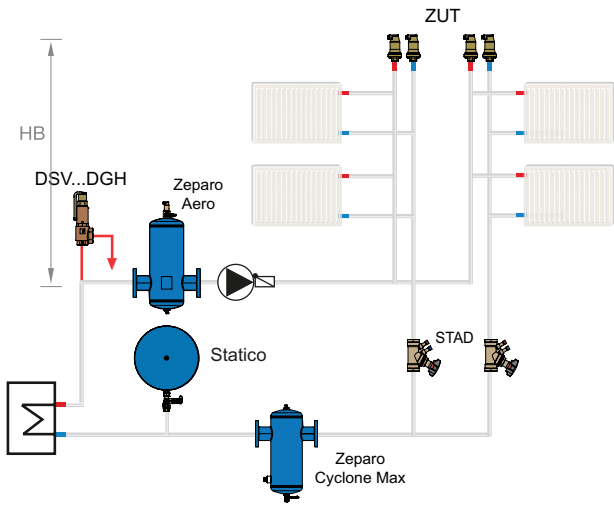 ZUT
HB
DSV...DGH
Zeparo
Aero
Statico
STAD
Zeparo
Cyclone Max